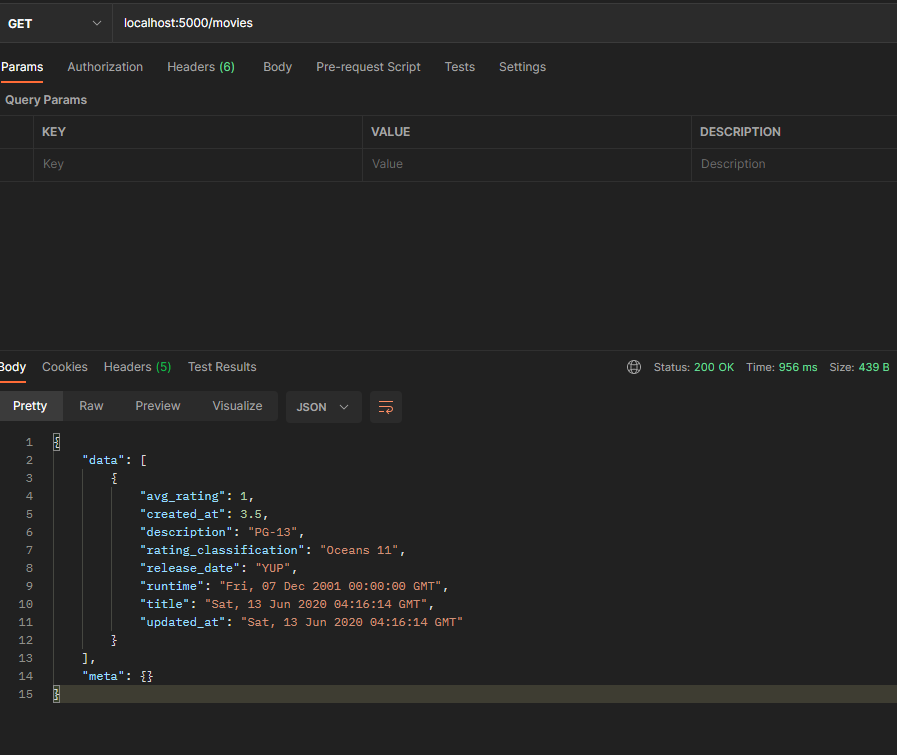 GET localhost:5000/movies
Params Authorization Headers (6) Body Pre-request Script Tests Settings
Query Params
KEY VALUE DESCRIPTION
Key Value Description
Body Cookies Headers (5) Test Results Status: 200 OK Time: 956 ms Size: 439 B
Pretty Raw Preview Visualize JSON
1 {
2 "data": [
3 {
4 "avg_rating": 1,
5 "created_at": 3.5,
6 "description": "PG-13",
7 "rating_classification": "Oceans 11",
8 "release_date": "YUP",
9 "runtime": "Fri, 07 Dec 2001 00:00:00 GMT",
10 "title": "Sat, 13 Jun 2020 04:16:14 GMT",
11 "updated_at": "Sat, 13 Jun 2020 04:16:14 GMT"
12 }
13 ],
14 "meta": {}
15 }